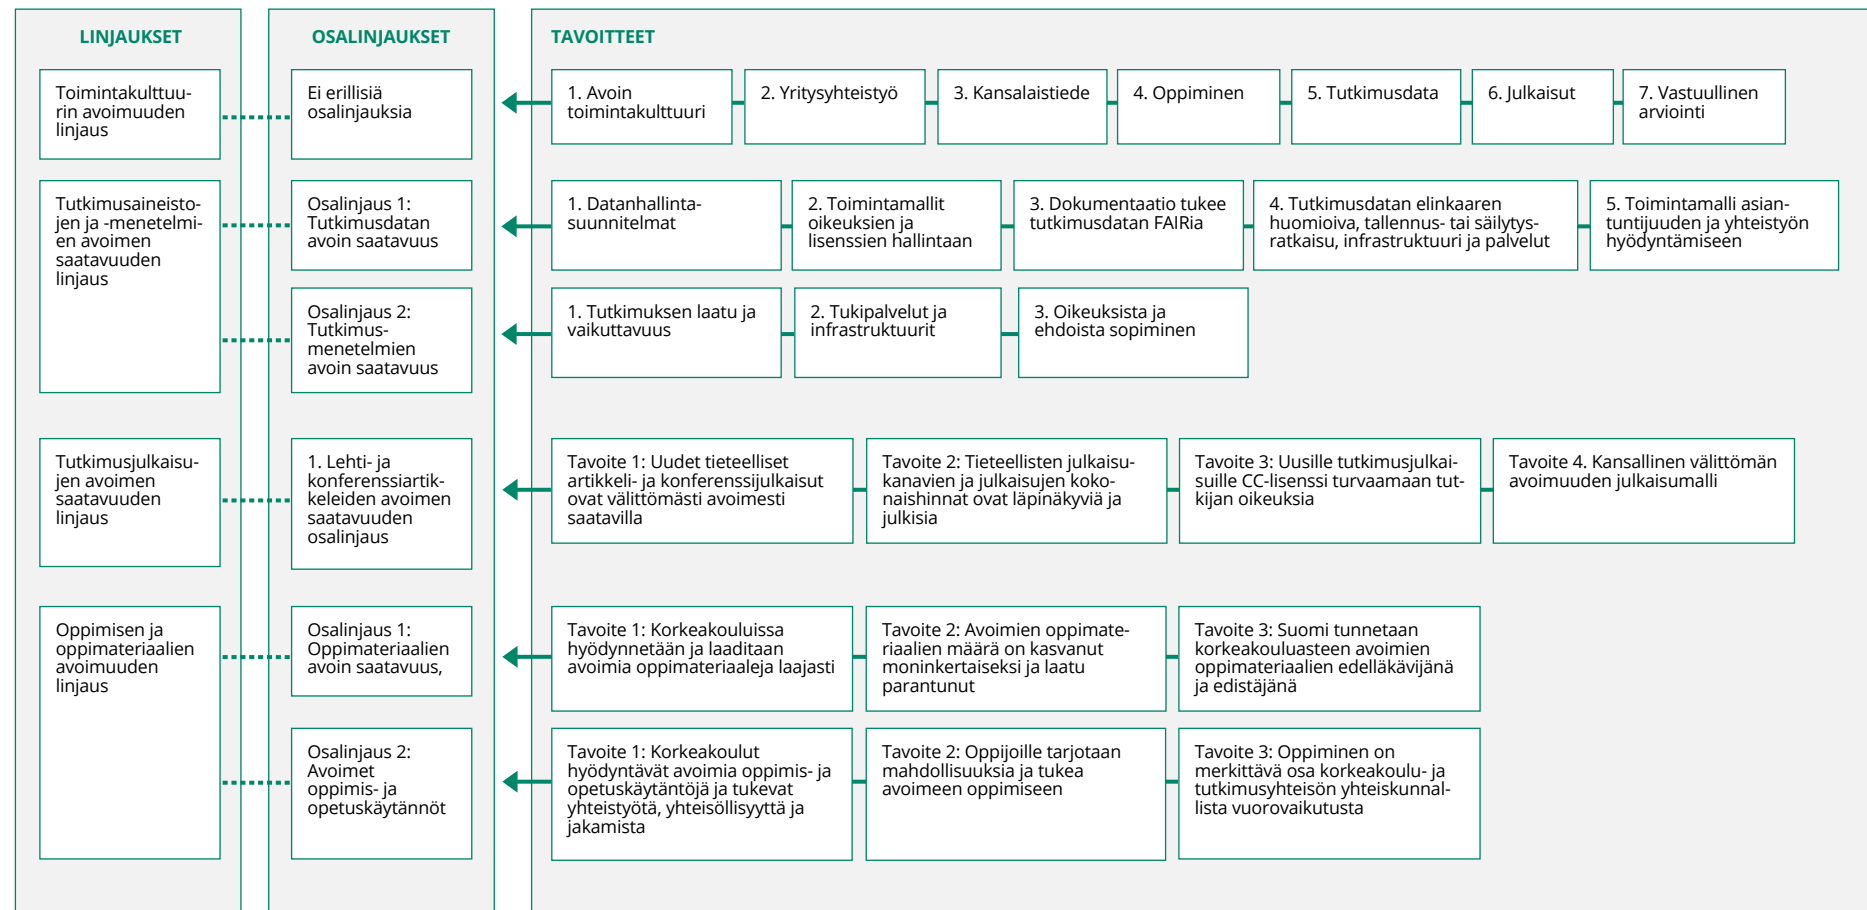 LINJAUKSET
OSALINJAUKSET
TAVOITTEET
Toimintakulttuu-
rin avoimuuden
linjaus
Ei erillisiä
osalinjauksia
1. Avoin
toimintakulttuuri
2. Yritysyhteistyö
3. Kansalaistiede
4. Oppiminen
5. Tutkimusdata
6. Julkaisut
7. Vastuullinen
arviointi
Tutkimusaineisto-
jen ja -menetelmi-
en avoimen
saatavuuden
linjaus
Osalinjaus 1:
Tutkimusdatan
avoin saatavuus
1. Datanhallinta-
suunnitelmat
2. Toimintamallit
oikeuksien ja
lisenssien hallintaan
3. Dokumentaatio tukee
tutkimusdatan FAIRia
4. Tutkimusdatan elinkaaren
huomioiva, tallennus- tai säilytys-
ratkaisu, infrastruktuuri ja palvelut
5. Toimintamalli asian-
tuntijuuden ja yhteistyön
hyödyntämiseen
Osalinjaus 2:
Tutkimus-
menetelmien
avoin saatavuus
1. Tutkimuksen laatu ja
vaikuttavuus
2. Tukipalvelut ja
infrastruktuurit
3. Oikeuksista ja
ehdoista sopiminen
Tutkimusjulkaisu-
jen avoimen
saatavuuden
linjaus
1. Lehti- ja
konferenssiartik-
keleiden avoimen
saatavuuden
osalinjaus
Tavoite 1: Uudet tieteelliset
artikkeli- ja konferenssijulkaisut
ovat välittömästi avoimesti
saatavilla
Tavoite 2: Tieteellisten julkaisu-
kanavien ja julkaisujen koko-
naishinnat ovat läpinäkyviä ja
julkisia
Tavoite 3: Uusille tutkimusjulkai-
suille CC-lisenssi turvaamaan tut-
kijan oikeuksia
Tavoite 4. Kansallinen välittömän
avoimuuden julkaisumalli
Oppimisen ja
oppimateriaalien
avoimuuden
linjaus
Osalinjaus 1:
Oppimateriaalien
avoin saatavuus,
Tavoite 1: Korkeakouluissa
hyödynnetään ja laaditaan
avoimia oppimateriaaleja laajasti
Tavoite 2: Avoimien oppimate-
riaalien määrä on kasvanut
moninkertaiseksi ja laatu
parantunut
Tavoite 3: Suomi tunnetaan
korkeakouluasteen avoimien
oppimateriaalien edelläkävijänä
ja edistäjänä
Osalinjaus 2:
Avoimet
oppimis- ja
opetuskäytännöt
Tavoite 1: Korkeakoulut
hyödyntävät avoimia oppimis- ja
opetuskäytäntöjä ja tukevat
yhteistyötä, yhteisöllisyyttä ja
jakamista
Tavoite 2: Oppijoille tarjotaan
mahdollisuuksia ja tukea
avoimeen oppimiseen
Tavoite 3: Oppiminen on
merkittävä osa korkeakoulu- ja
tutkimusyhteisön yhteiskunnal-
lista vuorovaikutusta